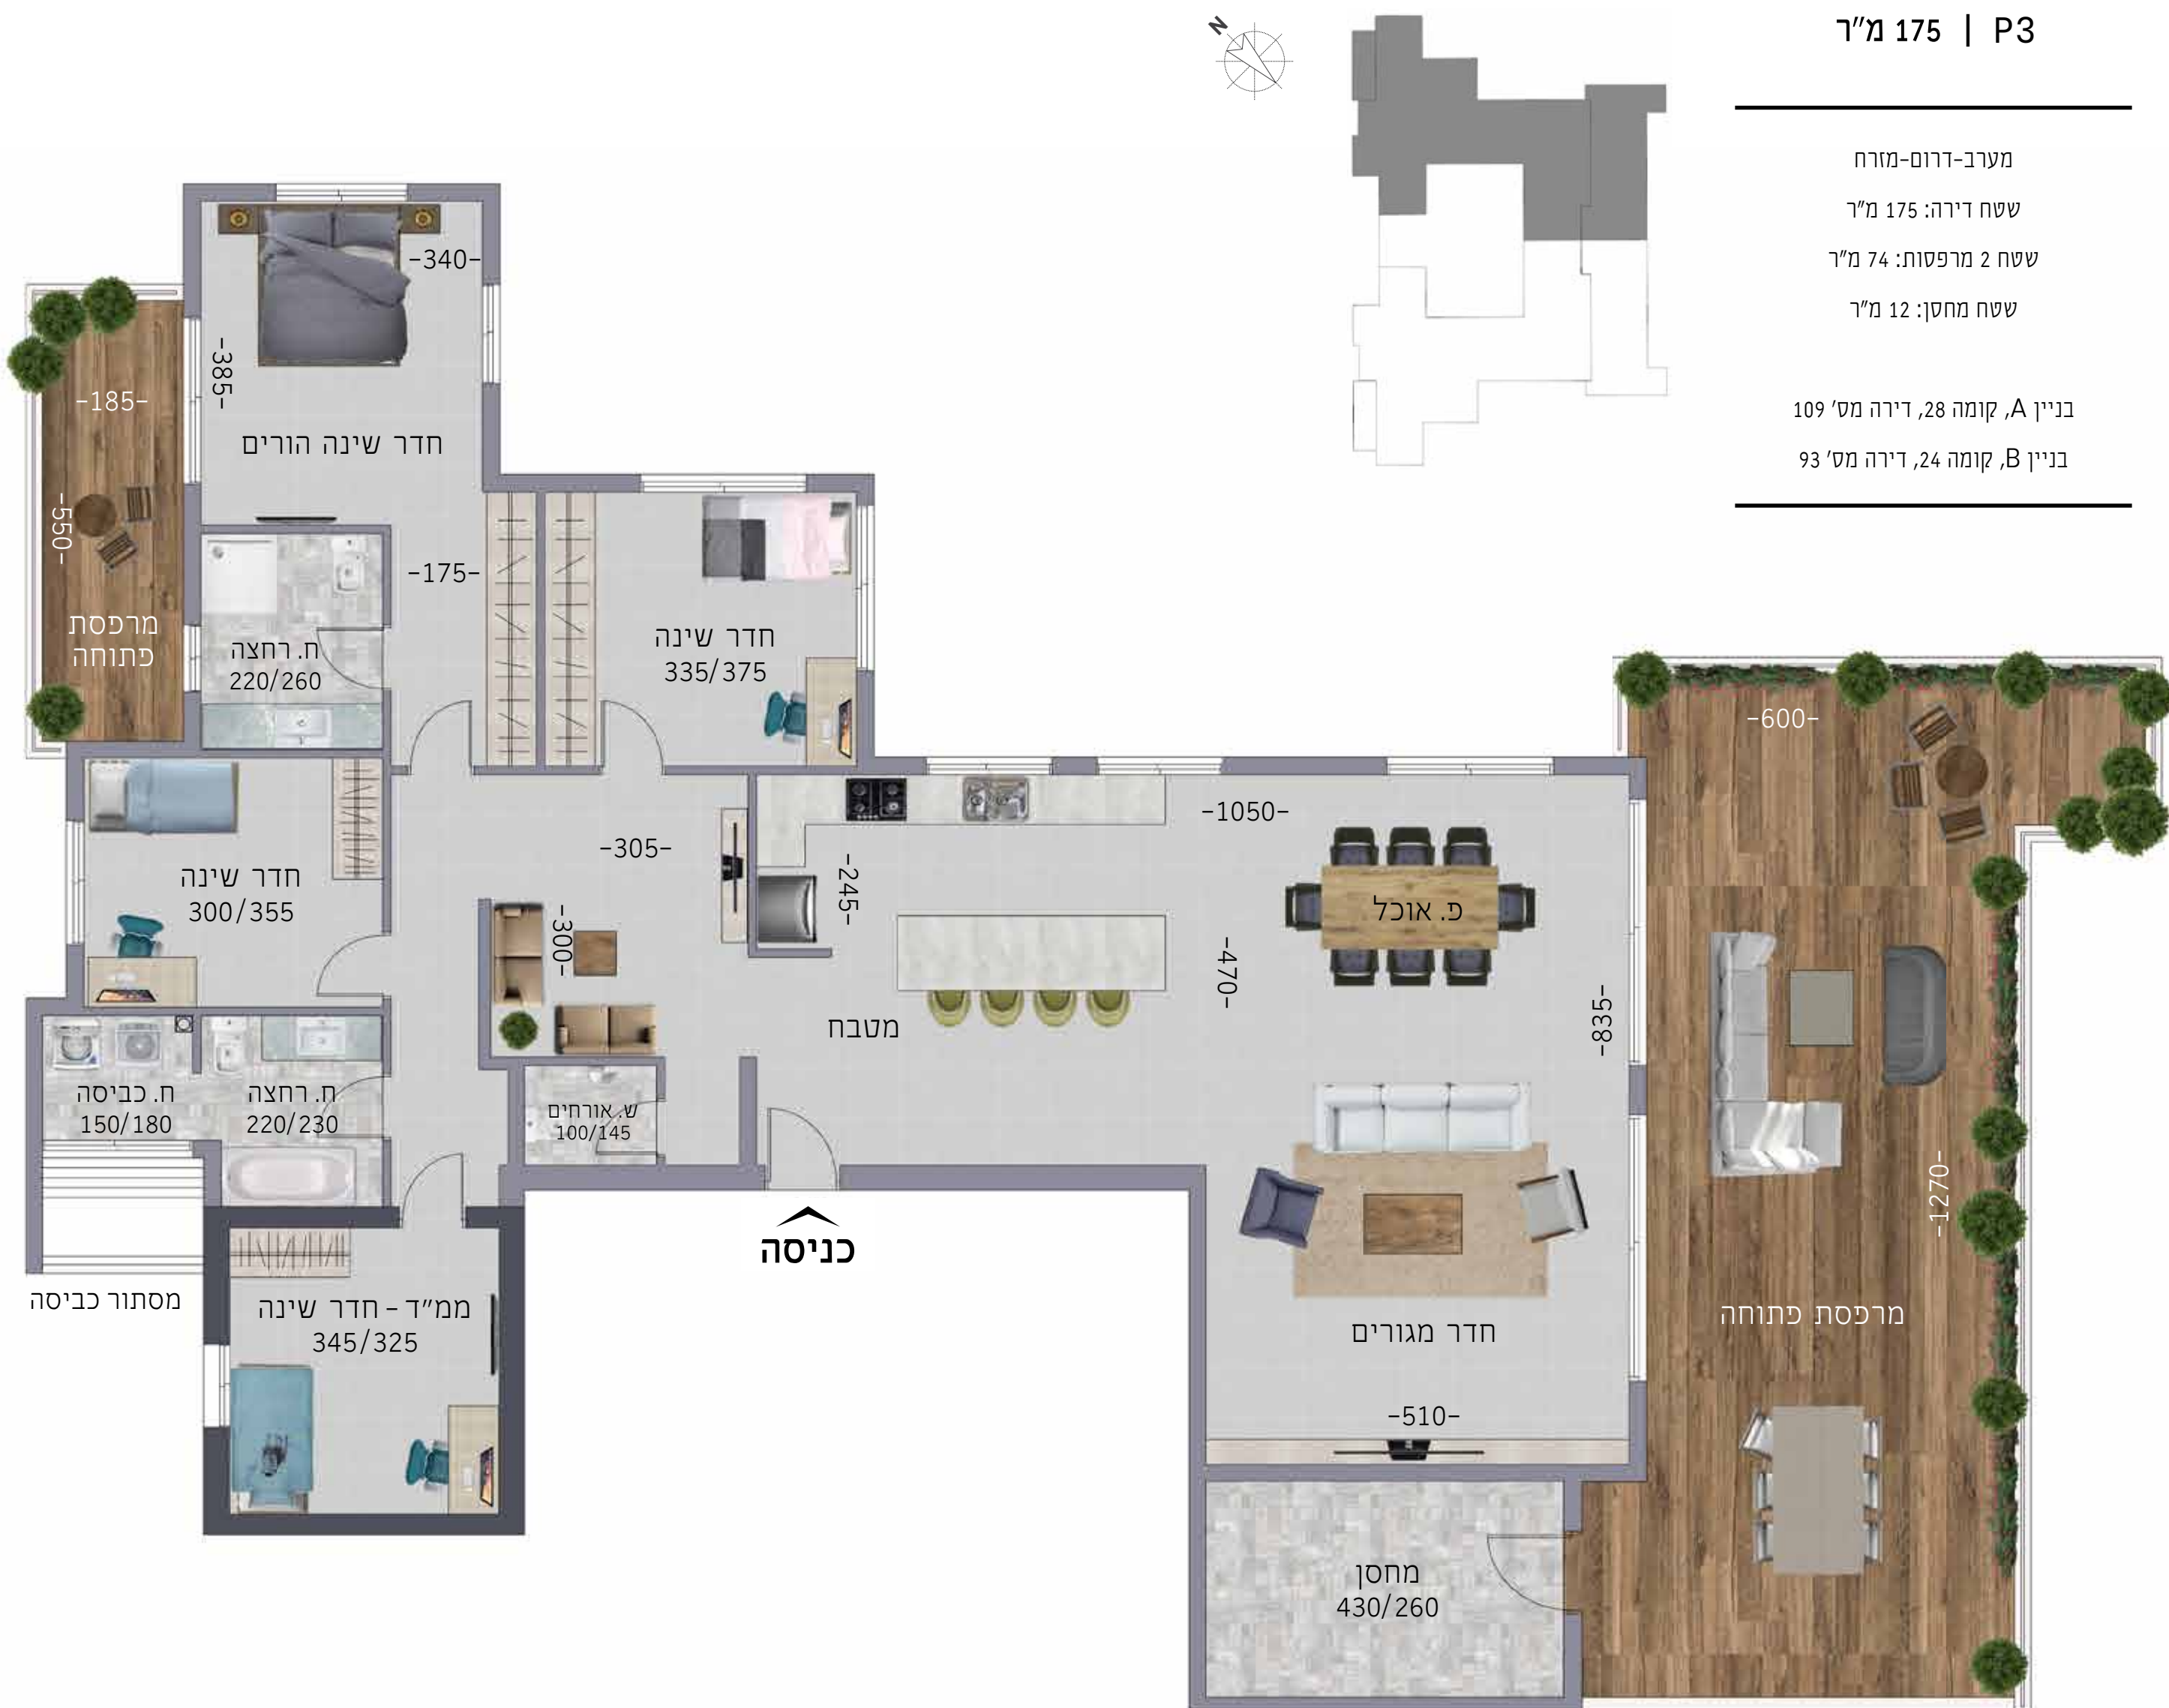 P3 | 175 מ"ר
N
מערב-דרום-מזרח
שטח דירה: 175 מ"ר
שטח 2 מרפסות: 74 מ"ר
שטח מחסן: 12 מ"ר
בניין A, קומה 28, דירה מס' 109
בניין B, קומה 24, דירה מס' 93
-340-
-385-
חדר שינה הורים
-185-
-550-
מרפסת
פתוחה
-175-
ח. רחצה
220/260
חדר שינה
335/375
-600-
-1050-
-305-
-245-
חדר שינה
300/355
-300-
פ. אוכל
-470-
-835-
מטבח
ח. כביסה
150/180
ח. רחצה
220/230
ש. אורחים
100/145
-1270-
כניסה
מסתור כביסה
ממ"ד - חדר שינה
345/325
חדר מגורים
מרפסת פתוחה
-510-
מחסן
430/260